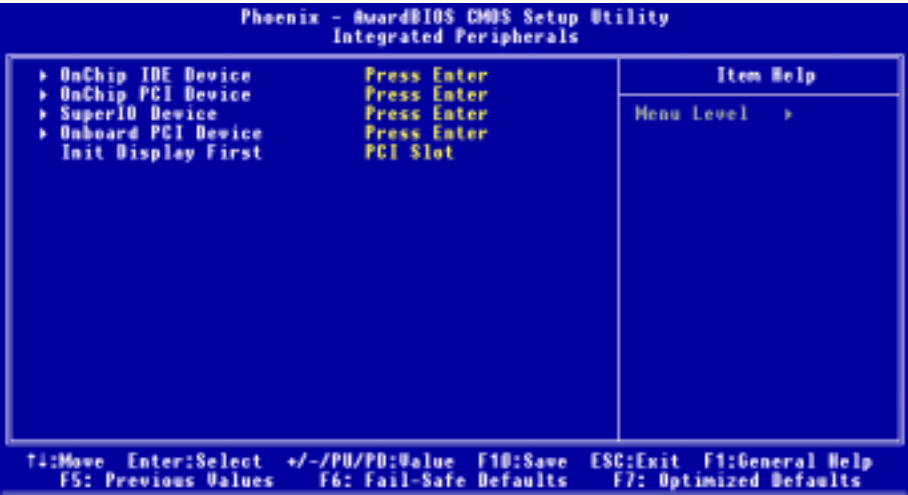 Phoenix - AwardBIOS CMOS Setup Utility
Integrated Peripherals
OnChip IDE Device Press Enter
OnChip PCI Device Press Enter
SuperIO Device Press Enter
Onboard PCI Device Press Enter
Init Display First PCI Slot
Item Help
Menu Level
↑↓:Move Enter:Select +/-/PU/PD:Value F10:Save ESC:Exit F1:General Help
F5: Previous Values F6: Fail-Safe Defaults F7: Optimized Defaults